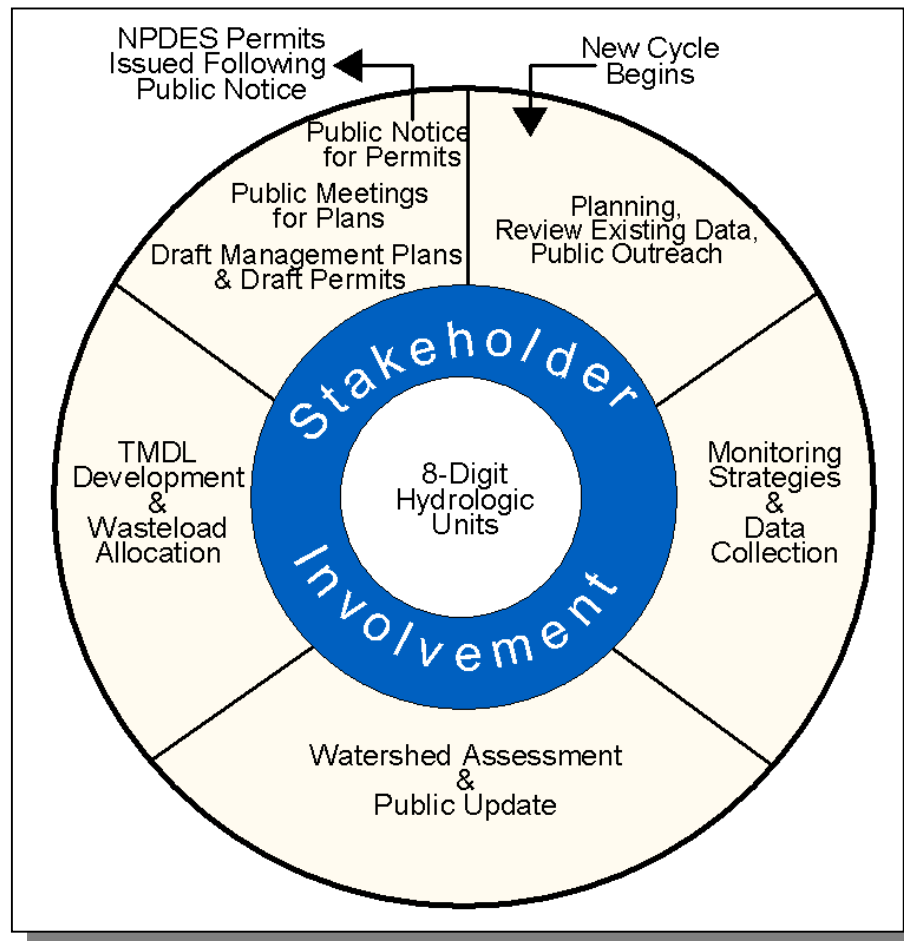 NPDES Permits
Issued Following
Public Notice
New Cycle
Begins
Public Notice
for Permits
Public Meetings
for Plans
Draft Management Plans
& Draft Permits
Planning,
Review Existing Data,
Public Outreach
Stakeholder
Involvement
8-Digit
Hydrologic
Units
TMDL
Development
&
Wasteload
Allocation
Monitoring
Strategies
&
Data
Collection
Watershed Assessment
&
Public Update